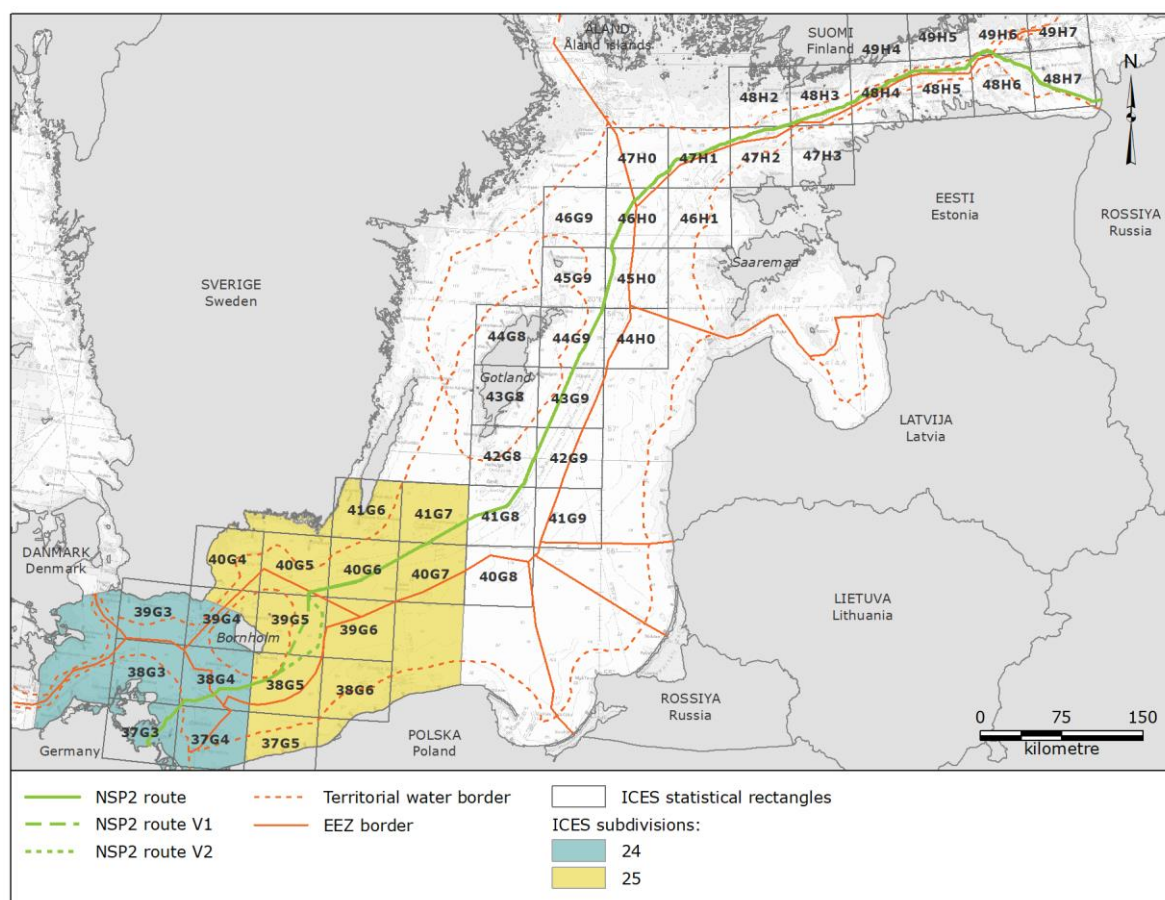 ÅLAND
Åland islands
SUOMI
Finland
49H4
49H5
49H6
49H7
N
48H2
48H3
48H4
48H5
48H6
48H7
47H0
47H1
47H2
47H3
EESTI
Estonia
ROSSIYA
Russia
46G9
46H0
46H1
Saaremaa
SVERIGE
Sweden
45G9
45H0
44G8
44G9
44H0
Gotland
43G8
43G9
LATVIJA
Latvia
42G8
42G9
41G6
41G7
41G8
41G9
DANMARK
Denmark
40G4
40G5
40G6
40G7
40G8
LIETUVA
Lithuania
39G3
39G4
39G5
39G6
Bornholm
38G3
38G4
38G5
38G6
ROSSIYA
Russia
37G3
37G4
37G5
Germany
POLSKA
Poland
0 75 150
kilometre
NSP2 route
NSP2 route V1
NSP2 route V2
Territorial water border
EEZ border
ICES statistical rectangles
ICES subdivisions:
24
25